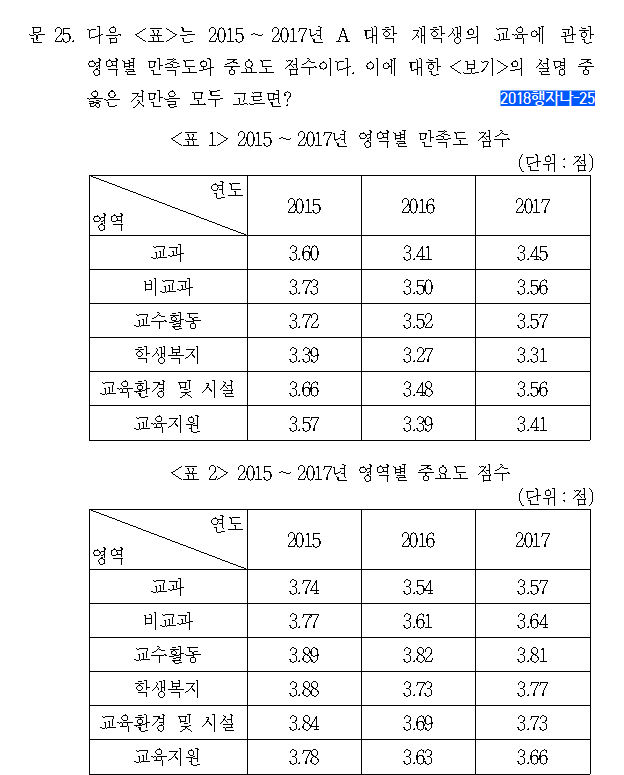 문 25. 다음 <표>는 2015 ~ 2017년 A 대학 재학생의 교육에 관한
영역별 만족도와 중요도 점수이다. 이에 대한 <보기>의 설명 중
옳은 것만을 모두 고르면? 2018행자나-25
<표 1> 2015 ~ 2017년 영역별 만족도 점수
(단위 : 점)
연도
영역 2015 2016 2017
교과 3.60 3.41 3.45
비교과 3.73 3.50 3.56
교수활동 3.72 3.52 3.57
학생복지 3.39 3.27 3.31
교육환경 및 시설 3.66 3.48 3.56
교육지원 3.57 3.39 3.41
<표 2> 2015 ~ 2017년 영역별 중요도 점수
(단위 : 점)
연도
영역 2015 2016 2017
교과 3.74 3.54 3.57
비교과 3.77 3.61 3.64
교수활동 3.89 3.82 3.81
학생복지 3.88 3.73 3.77
교육환경 및 시설 3.84 3.69 3.73
교육지원 3.78 3.63 3.66